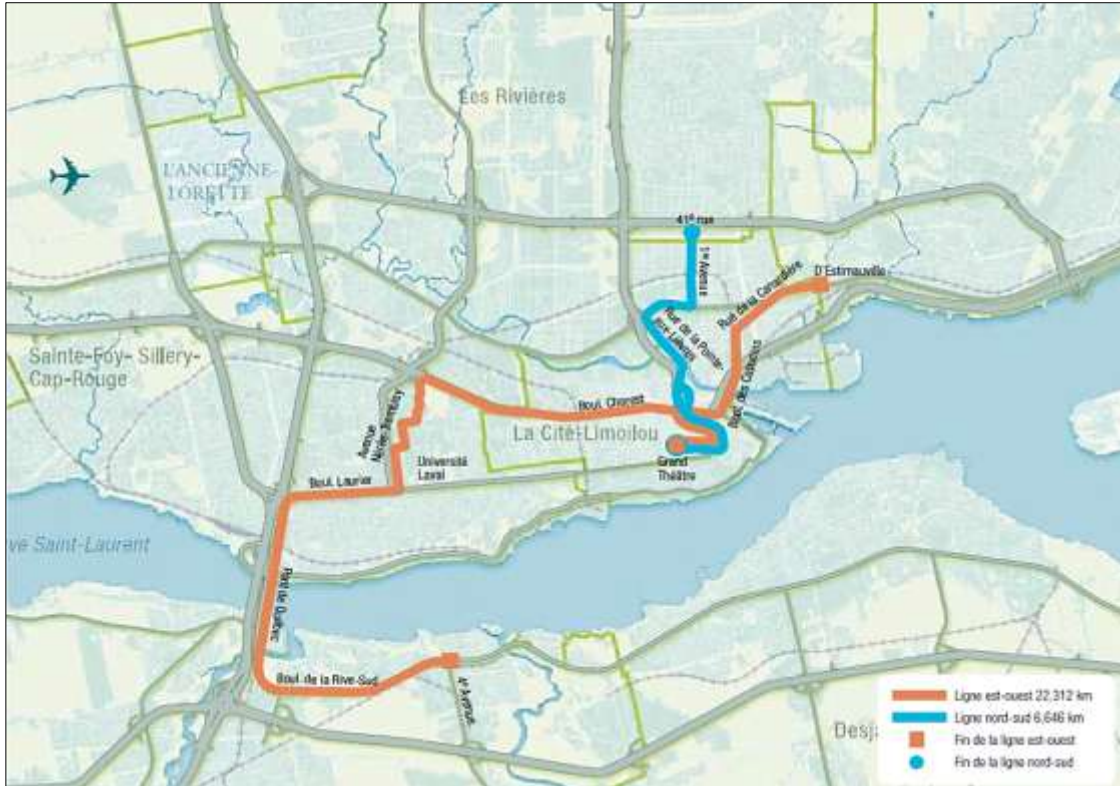 Les Rivières
L'ANCIENNE-
LORETTE
41e rue
1re Avenue
D'Estimauville
Rue de la Canardière
Rue de la Pointe-
aux-Lièvres
Sainte-Foy- Sillery-
Cap-Rouge
Boul. Charest
Boul. des Capucins
Avenue
Nérée-Tremblay
La Cité-Limoilou
Université
Laval
Grand
Théâtre
Boul. Laurier
ve Saint-Laurent
Pont de Québec
Boul. de la Rive-Sud
4e Avenue
Desja
Ligne est-ouest 22,312 km
Ligne nord-sud 6,646 km
Fin de la ligne est-ouest
Fin de la ligne nord-sud